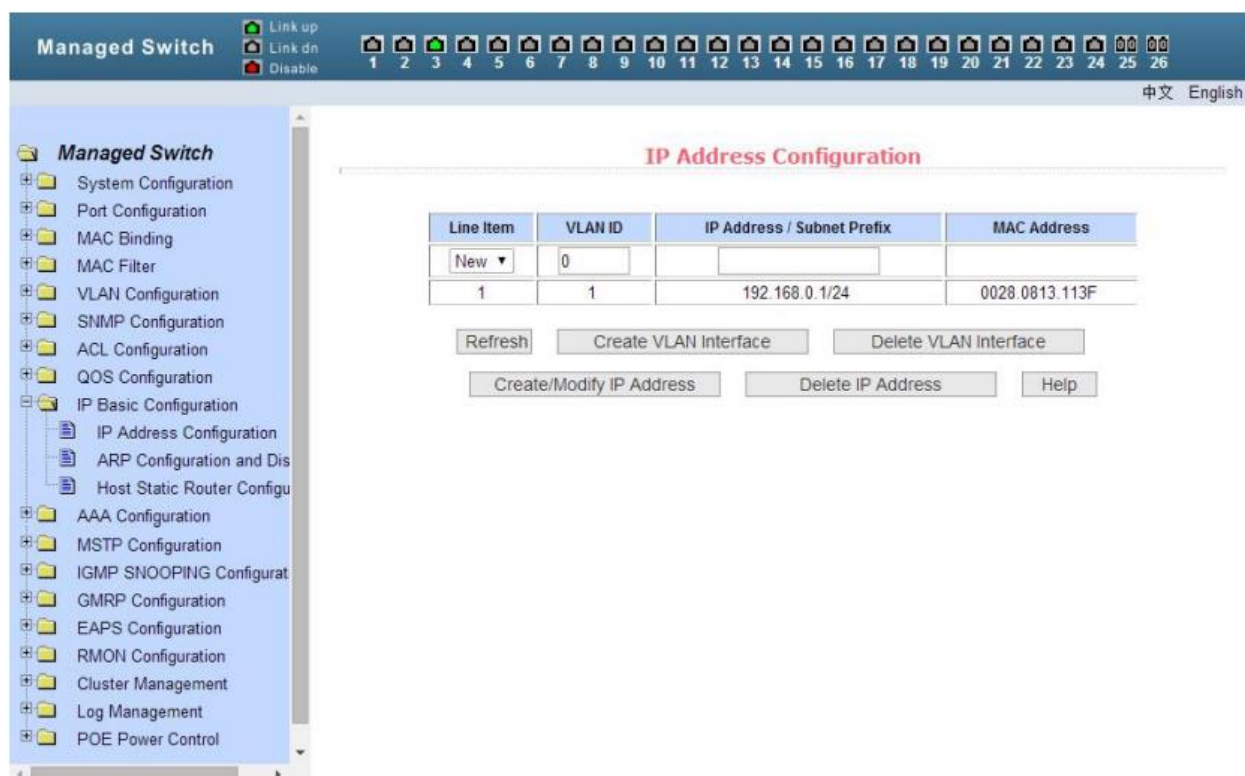 Managed Switch
Link up
Link dn
Disable
1 2 3 4 5 6 7 8 9 10 11 12 13 14 15 16 17 18 19 20 21 22 23 24 25 26
中文 English
Managed Switch
System Configuration
Port Configuration
MAC Binding
MAC Filter
VLAN Configuration
SNMP Configuration
ACL Configuration
QOS Configuration
IP Basic Configuration
IP Address Configuration
ARP Configuration and Dis
Host Static Router Configu
AAA Configuration
MSTP Configuration
IGMP SNOOPING Configurat
GMRP Configuration
EAPS Configuration
RMON Configuration
Cluster Management
Log Management
POE Power Control
IP Address Configuration
Line Item VLAN ID IP Address / Subnet Prefix MAC Address
New 0
1 1 192.168.0.1/24 0028.0813.113F
Refresh Create VLAN Interface Delete VLAN Interface
Create/Modify IP Address Delete IP Address Help